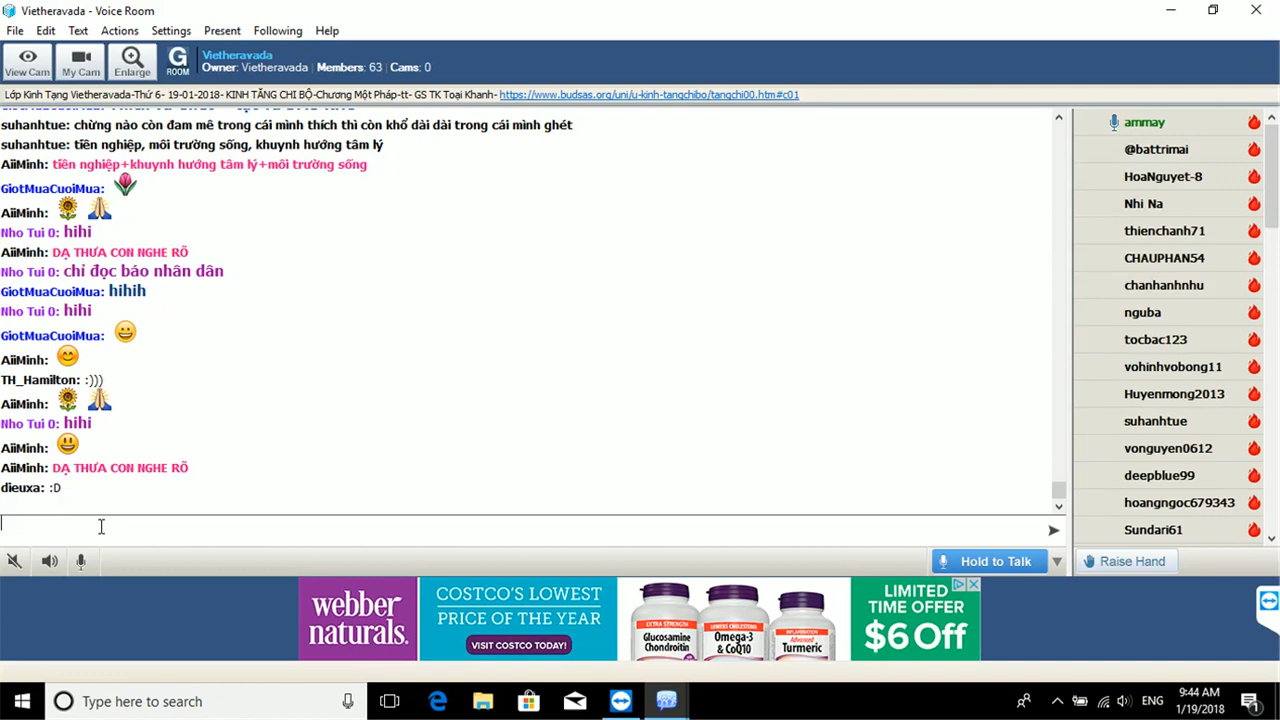 Vietheravada - Voice Room
File Edit Text Actions Settings Present Following Help
View Cam My Cam Enlarge G ROOM Vietheravada
Owner: Vietheravada Members: 63 Cams: 0
Lớp Kinh Tạng Vietheravada-Thứ 6- 19-01-2018- KINH TĂNG CHI BỘ-Chương Một Pháp-tt- GS TK Toại Khanh- https://www.budsas.org/uni/u-kinh-tangchibo/tangchi00.htm#c01
suhanhtue: chừng nào còn đam mê trong cái mình thích thì còn khổ dài dài trong cái mình ghét
suhanhtue: tiền nghiệp, môi trường sống, khuynh hướng tâm lý
AiiMinh: tiền nghiệp+khuynh hướng tâm lý+môi trường sống
GiotMuaCuoiMua:
AiiMinh:
Nho Tui 0: hihi
AiiMinh: DẠ THƯA CON NGHE RÕ
Nho Tui 0: chỉ đọc báo nhân dân
GiotMuaCuoiMua: hihih
Nho Tui 0: hihi
GiotMuaCuoiMua:
AiiMinh:
TH_Hamilton: :)))
AiiMinh:
Nho Tui 0: hihi
AiiMinh:
AiiMinh: DẠ THƯA CON NGHE RÕ
dieuxa: :D
ammay
@battrimai
HoaNguyet-8
Nhi Na
thienchanh71
CHAUPHAN54
chanhanhnhu
nguba
tocbac123
vohinhvobong11
Huyenmong2013
suhanhtue
vonguyen0612
deepblue99
hoangngoc679343
Sundari61
Hold to Talk
Raise Hand
webber naturals.
COSTCO'S LOWEST
PRICE OF THE YEAR
VISIT COSTCO TODAY!
EXTRA STRENGTH
Glucosamine
Chondroitin
LOWERS CHOLESTEROL
Omega-3
& CoQ10
INFLAMMATION
Advanced
Turmeric
LIMITED
TIME OFFER
$6 Off
Type here to search
ENG
9:44 AM
1/19/2018
1